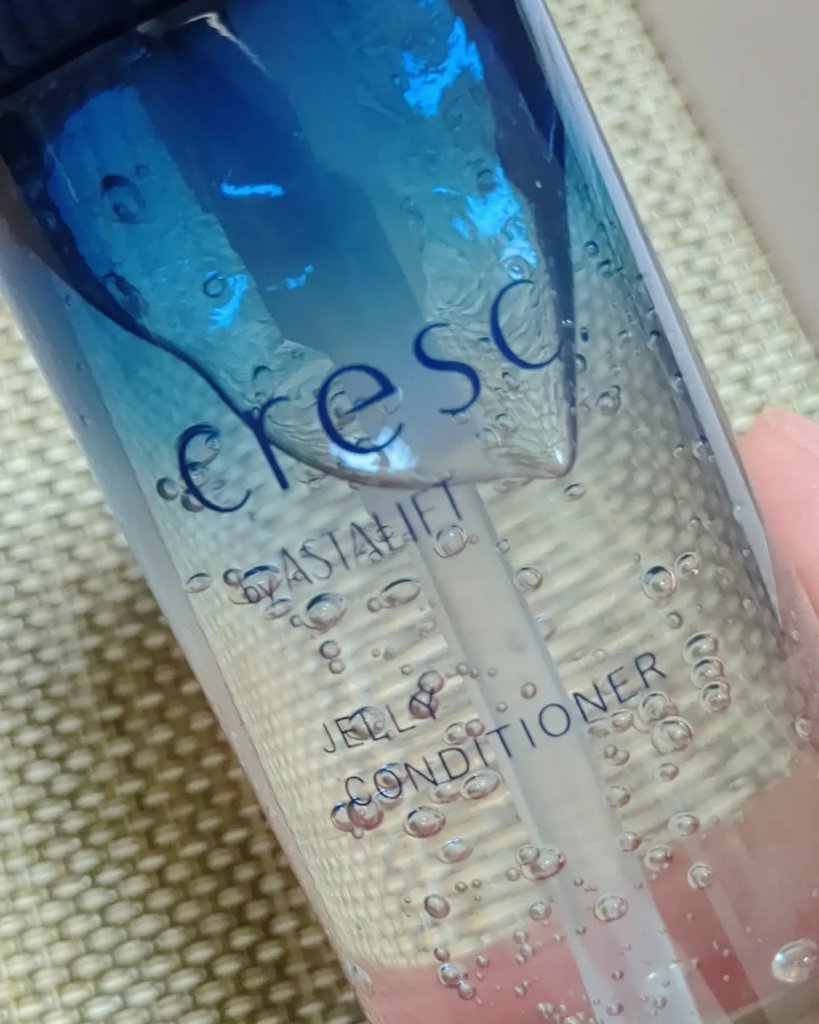 cresc
by ASTALIFT
JELLY
CONDITIONER